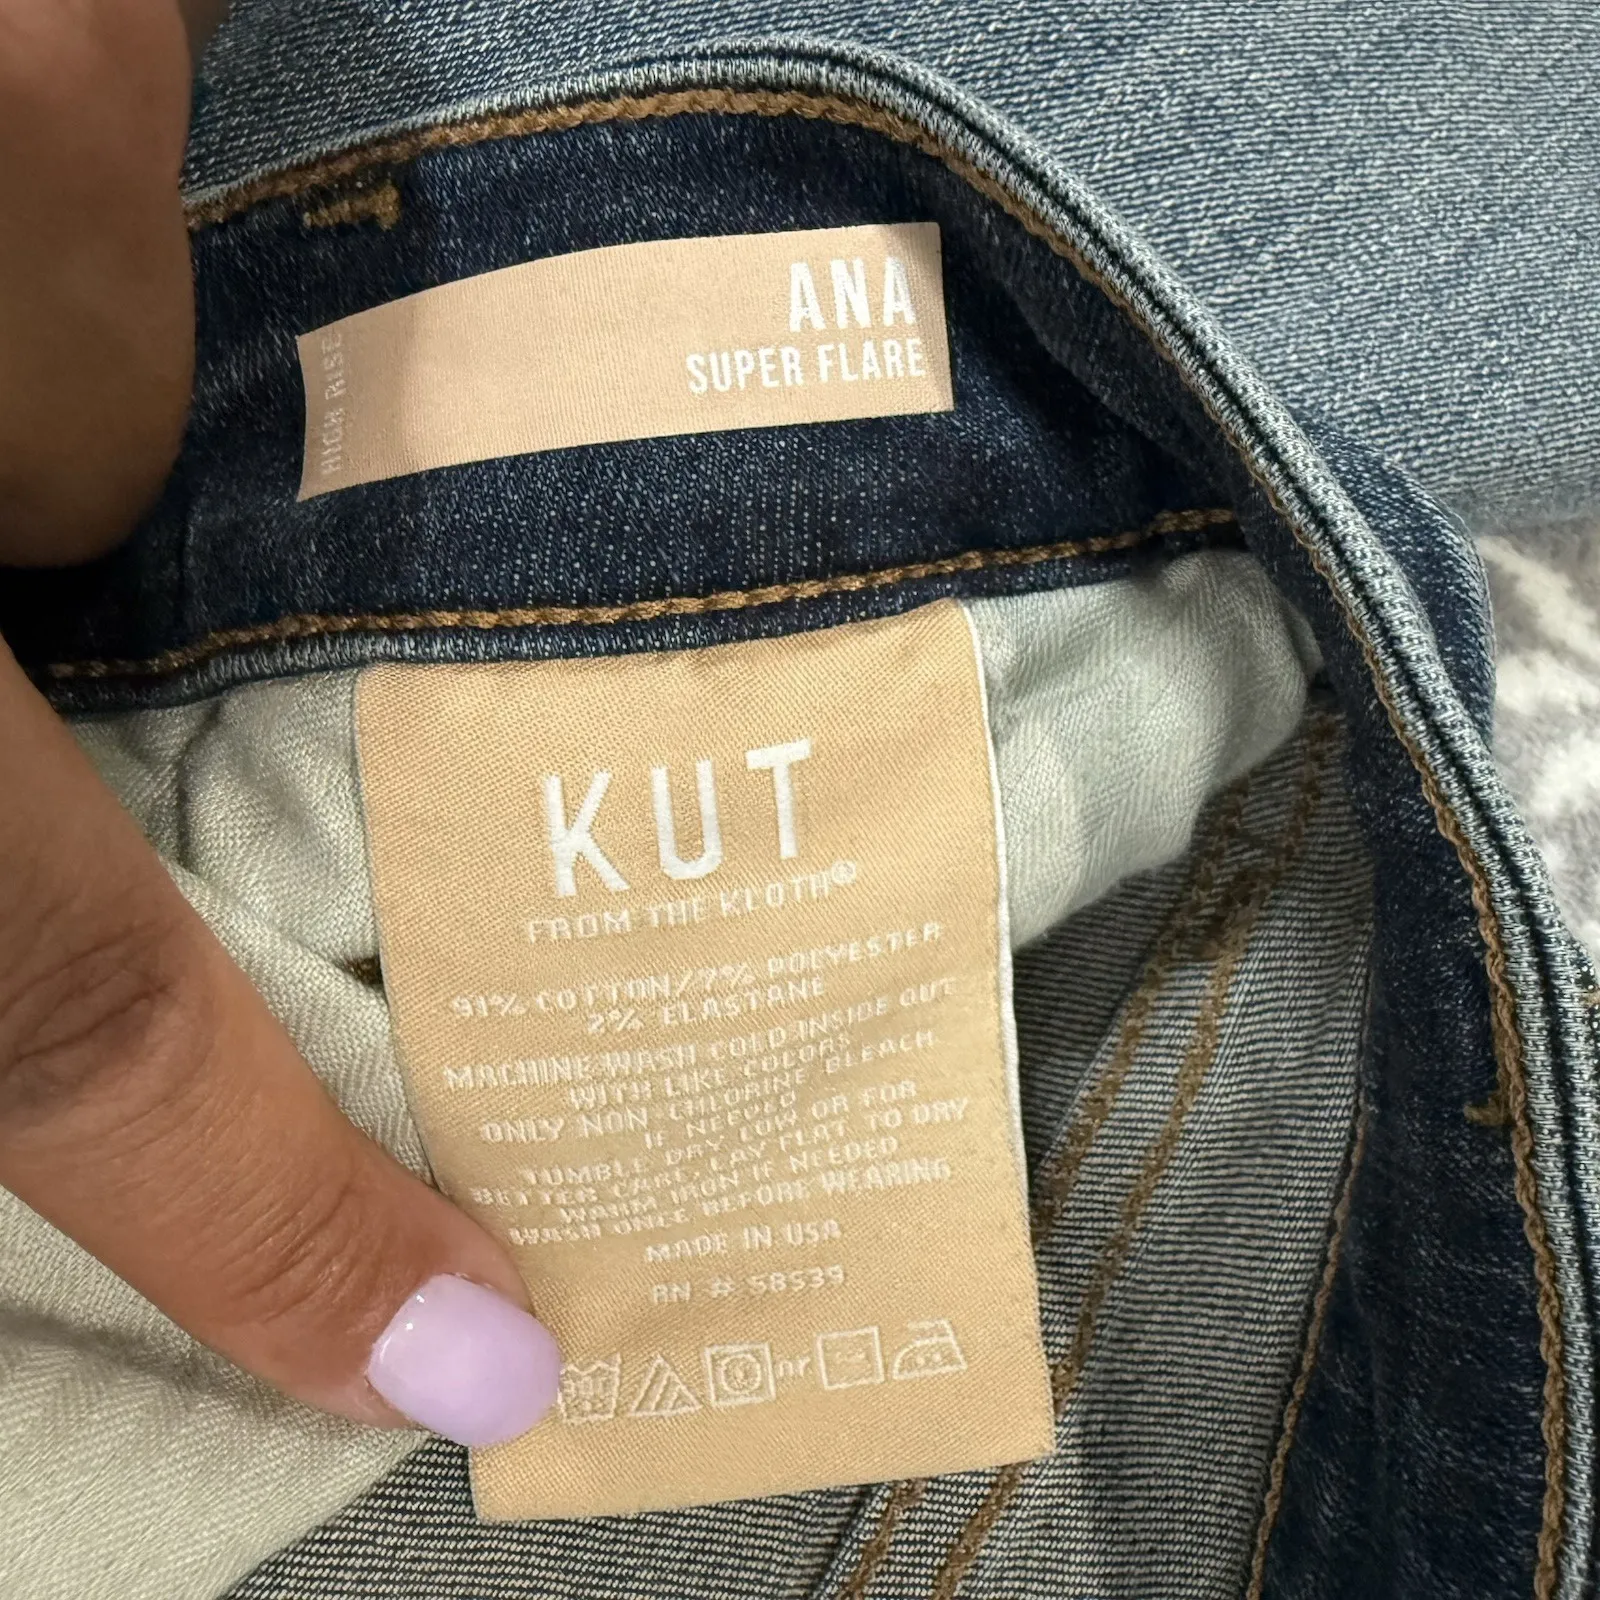 HIGH RISE
ANA
SUPER FLARE
KUT
FROM THE KLOTH®
91% COTTON/7% POLYESTER
2% ELASTANE
MACHINE WASH COLD INSIDE OUT
WITH LIKE COLORS
ONLY NON CHLORINE BLEACH
IF NEEDED
TUMBLE DRY LOW OR FOR
BETTER CARE, LAY FLAT TO DRY
WARM IRON IF NEEDED
WASH ONCE BEFORE WEARING
MADE IN USA
RN # 58539
or